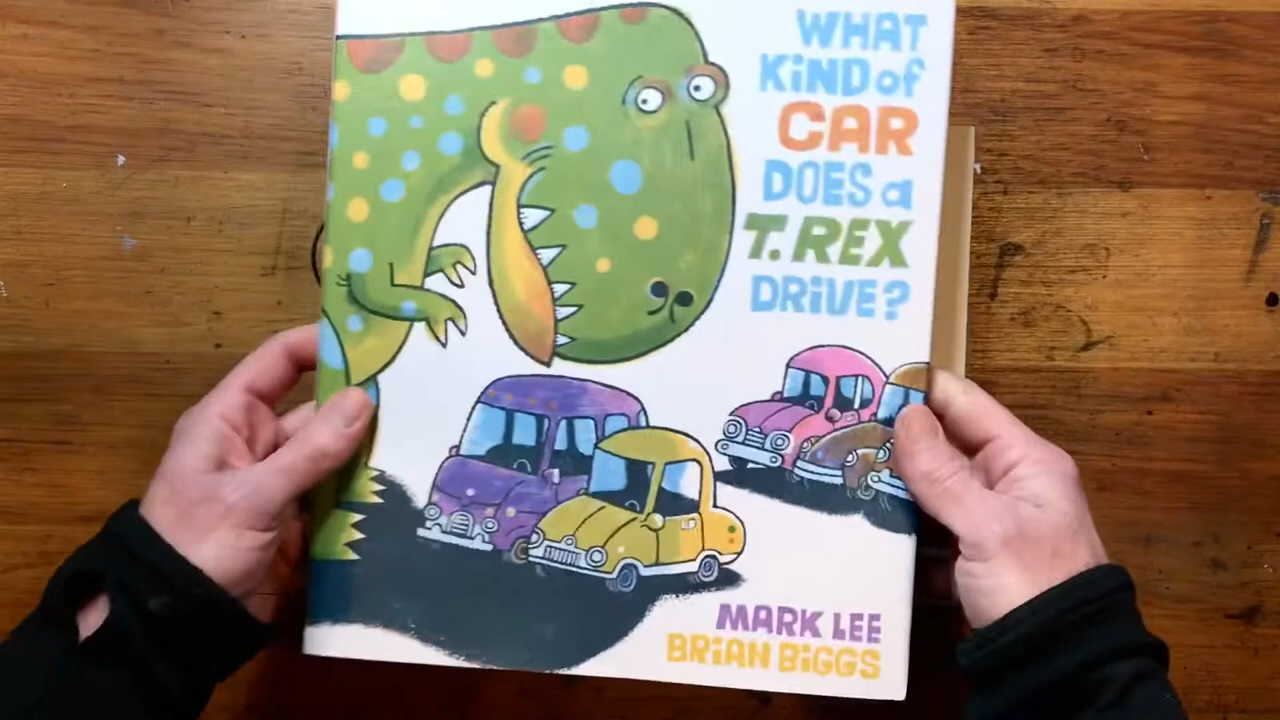 WHAT
KiND of
CAR
DOES a
T. REX
DRiVE?
MARK LEE
BRiAN BiGGS